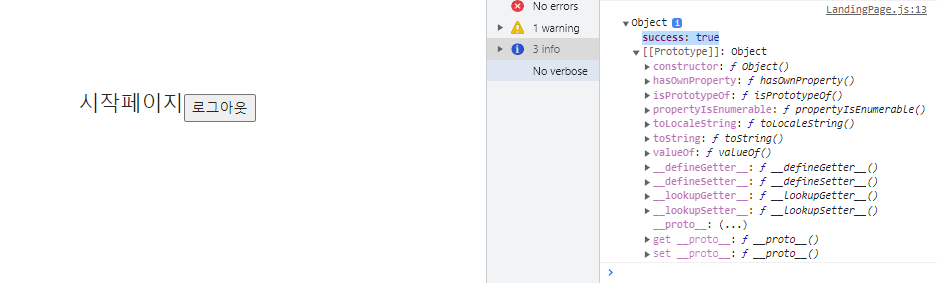 시작페이지 로그아웃
No errors
1 warning
3 info
No verbose
LandingPage.js:13
Object i
success: true
[[Prototype]]: Object
constructor: ƒ Object()
hasOwnProperty: ƒ hasOwnProperty()
isPrototypeOf: ƒ isPrototypeOf()
propertyIsEnumerable: ƒ propertyIsEnumerable()
toLocaleString: ƒ toLocaleString()
toString: ƒ toString()
valueOf: ƒ valueOf()
__defineGetter__: ƒ __defineGetter__()
__defineSetter__: ƒ __defineSetter__()
__lookupGetter__: ƒ __lookupGetter__()
__lookupSetter__: ƒ __lookupSetter__()
__proto__: (...)
get __proto__: ƒ __proto__()
set __proto__: ƒ __proto__()